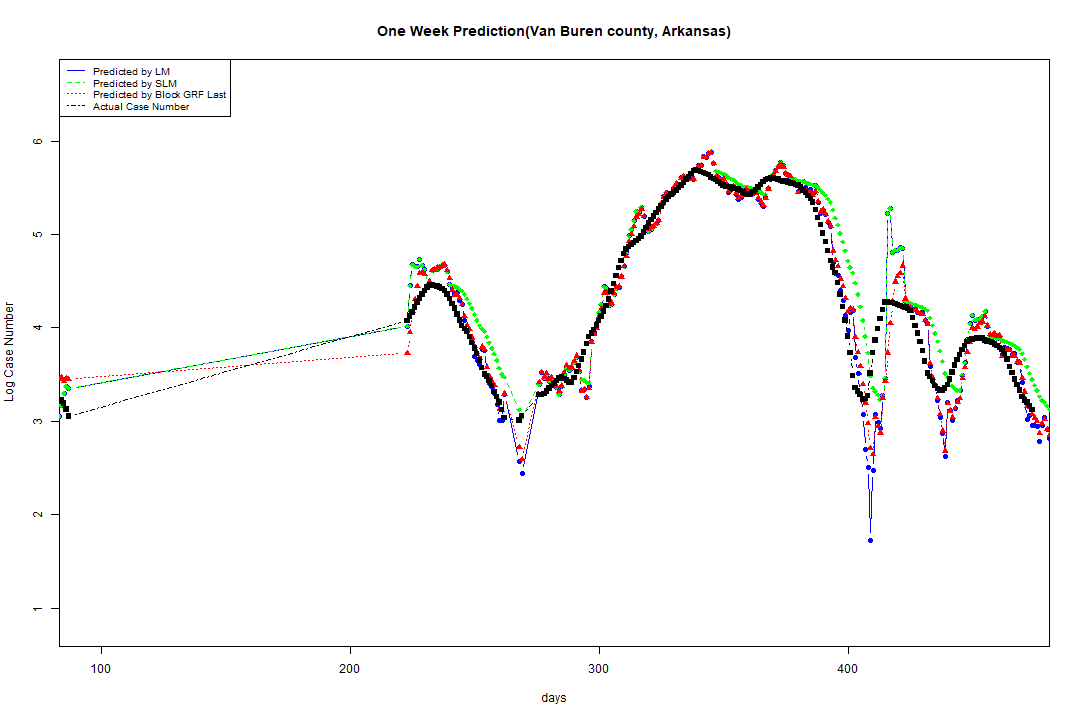 One Week Prediction(Van Buren county, Arkansas)
Predicted by LM
Predicted by SLM
Predicted by Block GRF Last
Actual Case Number
Log Case Number
6
5
4
3
2
1
100 200 300 400
days